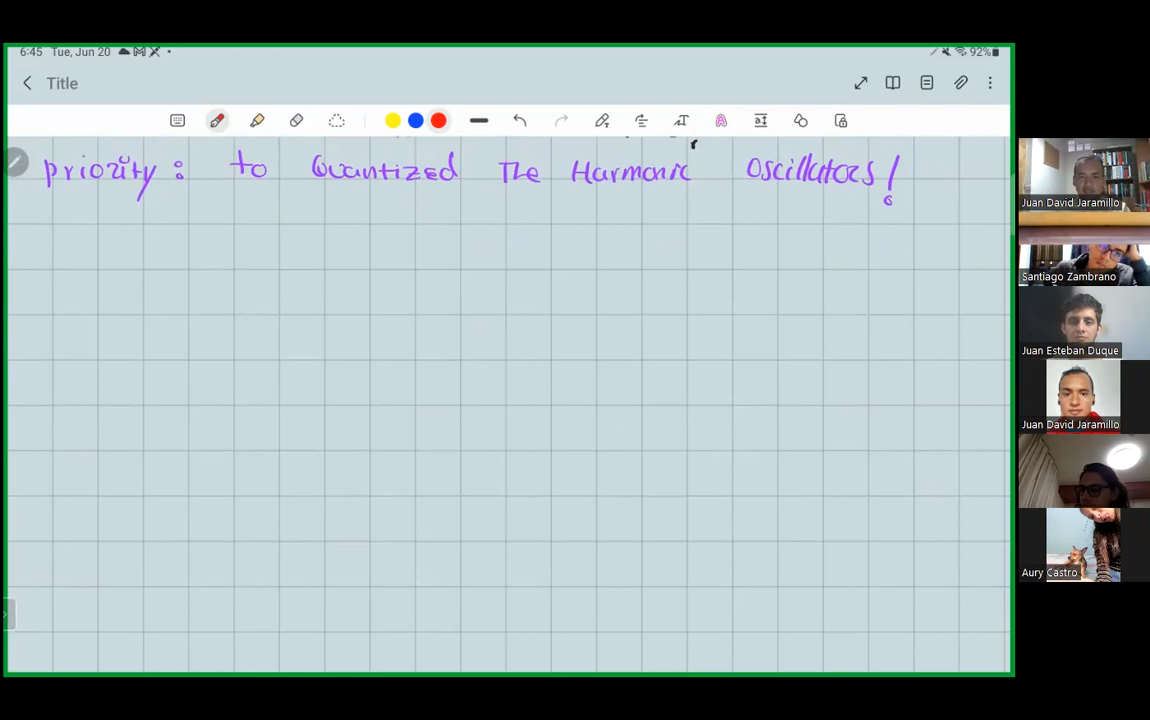 6:45 Tue, Jun 20 92%
Title
priority: to Quantized The Harmonic Oscillators!
Juan David Jaramillo
Santiago Zambrano
Juan Esteban Duque
Juan David Jaramillo
Aury Castro